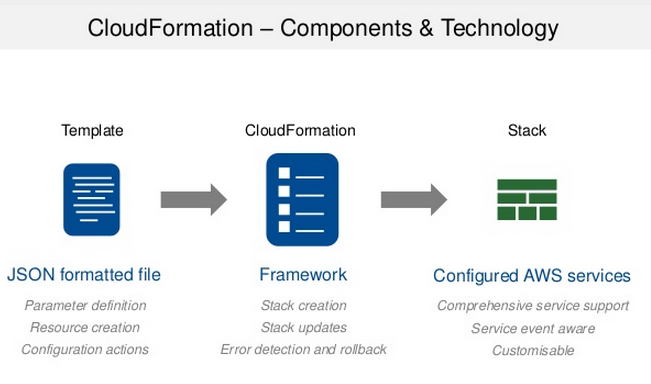 CloudFormation – Components & Technology
Template
CloudFormation
Stack
JSON formatted file
Framework
Configured AWS services
Parameter definition
Resource creation
Configuration actions
Stack creation
Stack updates
Error detection and rollback
Comprehensive service support
Service event aware
Customisable